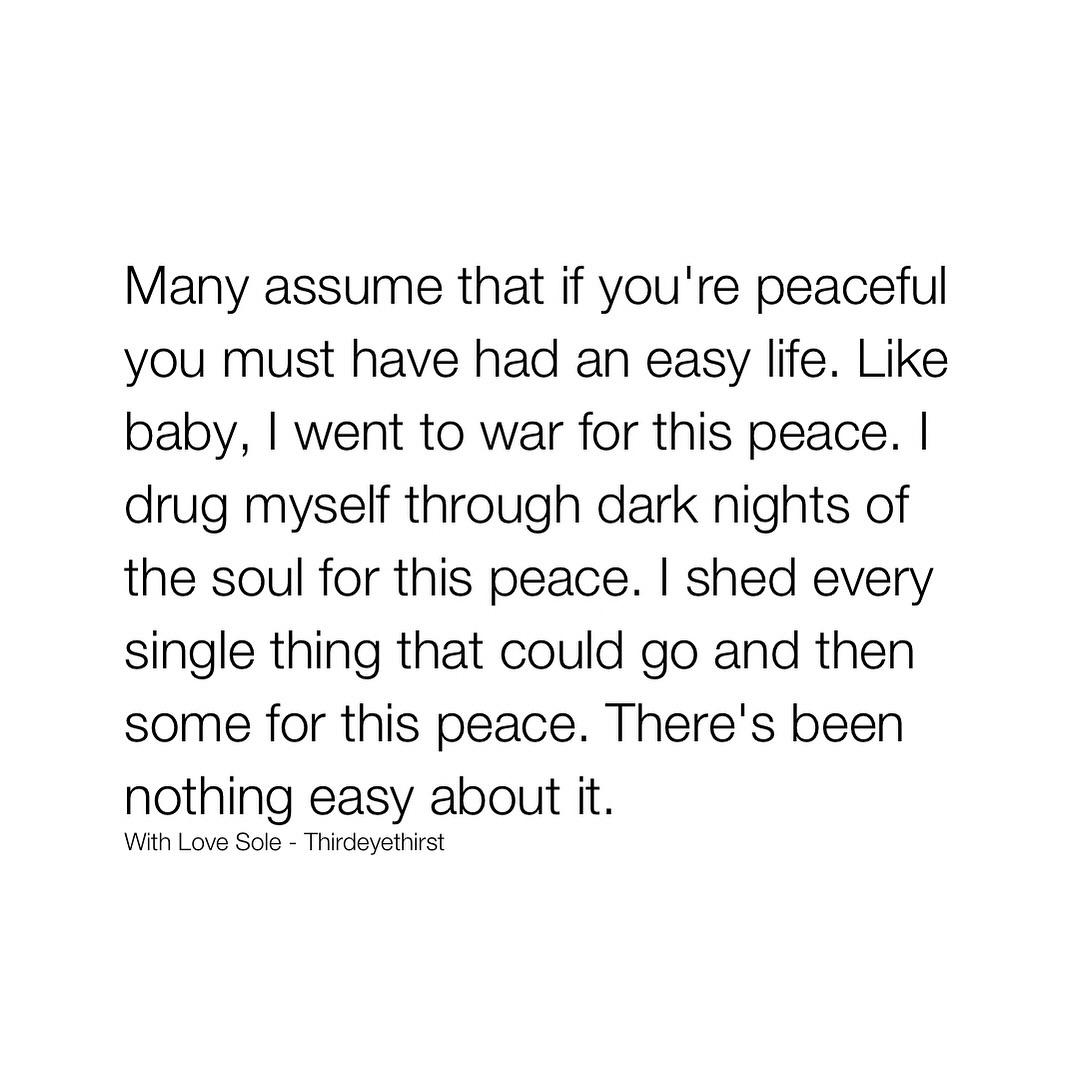 Many assume that if you're peaceful
you must have had an easy life. Like
baby, I went to war for this peace. I
drug myself through dark nights of
the soul for this peace. I shed every
single thing that could go and then
some for this peace. There's been
nothing easy about it.
With Love Sole - Thirdeyethirst